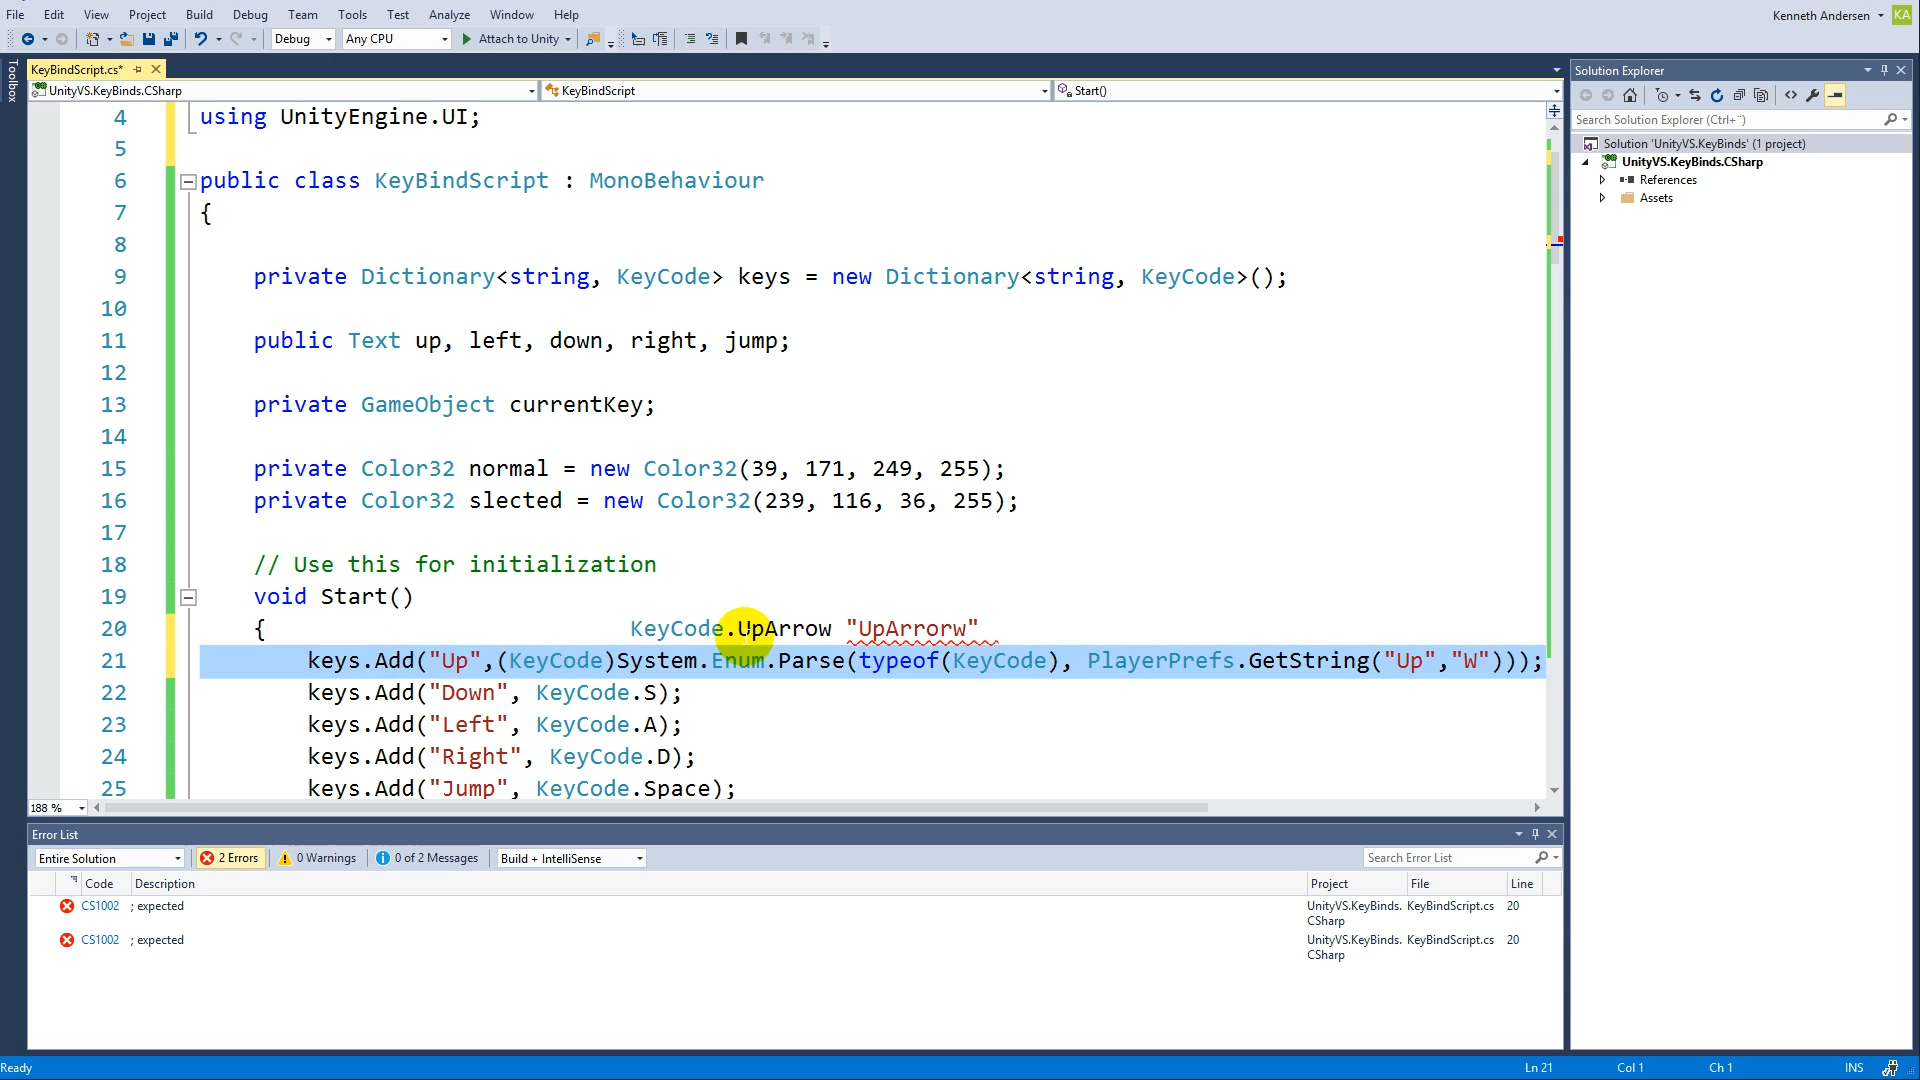 File Edit View Project Build Debug Team Tools Test Analyze Window Help
Kenneth Andersen KA
Debug Any CPU Attach to Unity
Toolbox
KeyBindScript.cs*
UnityVS.KeyBinds.CSharp KeyBindScript Start()
4 using UnityEngine.UI;
5
6 public class KeyBindScript : MonoBehaviour
7 {
8
9 private Dictionary<string, KeyCode> keys = new Dictionary<string, KeyCode>();
10
11 public Text up, left, down, right, jump;
12
13 private GameObject currentKey;
14
15 private Color32 normal = new Color32(39, 171, 249, 255);
16 private Color32 slected = new Color32(239, 116, 36, 255);
17
18 // Use this for initialization
19 void Start()
20 { KeyCode.UpArrow "UpArrorw"
21 keys.Add("Up",(KeyCode)System.Enum.Parse(typeof(KeyCode), PlayerPrefs.GetString("Up","W")));
22 keys.Add("Down", KeyCode.S);
23 keys.Add("Left", KeyCode.A);
24 keys.Add("Right", KeyCode.D);
25 keys.Add("Jump", KeyCode.Space);
188 %
Solution Explorer
Search Solution Explorer (Ctrl+¨)
Solution 'UnityVS.KeyBinds' (1 project)
UnityVS.KeyBinds.CSharp
References
Assets
Error List
Entire Solution 2 Errors 0 Warnings 0 of 2 Messages Build + IntelliSense Search Error List
Code Description Project File Line
CS1002 ; expected UnityVS.KeyBinds. KeyBindScript.cs 20
CSharp
CS1002 ; expected UnityVS.KeyBinds. KeyBindScript.cs 20
CSharp
Ready Ln 21 Col 1 Ch 1 INS